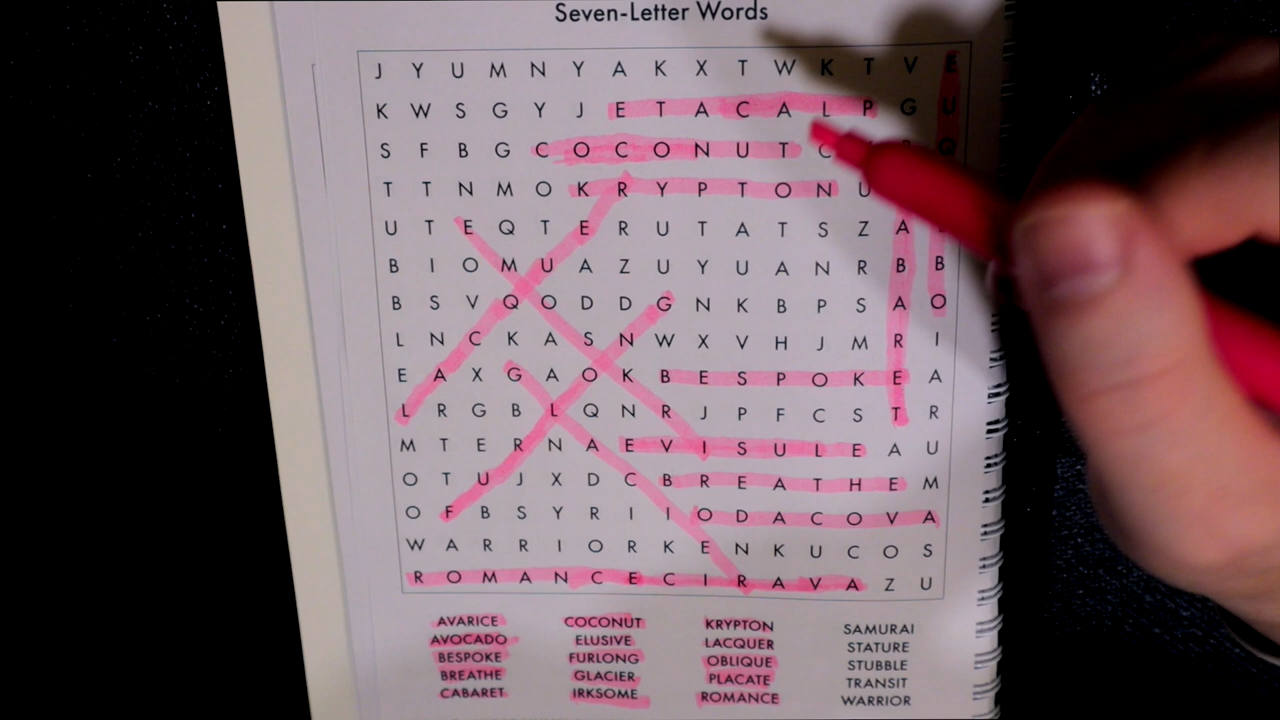 Seven-Letter Words
J Y U M N Y A K X T W K T V E
K W S G Y J E T A C A L P G U
S F B G C O C O N U T C
T T N M O K R Y P T O N U
U T E Q T E R U T A T S Z A
B I O M U A Z U Y U A N R B B
B S V Q O D D G N K B P S A O
L N C K A S N W X V H J M R I
E A X G A O K B E S P O K E A
L R G B L Q N R J P F C S T R
M T E R N A E V I S U L E A U
O T U J X D C B R E A T H E M
O F B S Y R I I O D A C O V A
W A R R I O R K E N K U C O S
R O M A N C E C I R A V A Z U
AVARICE COCONUT KRYPTON SAMURAI
AVOCADO ELUSIVE LACQUER STATURE
BESPOKE FURLONG OBLIQUE STUBBLE
BREATHE GLACIER PLACATE TRANSIT
CABARET IRKSOME ROMANCE WARRIOR